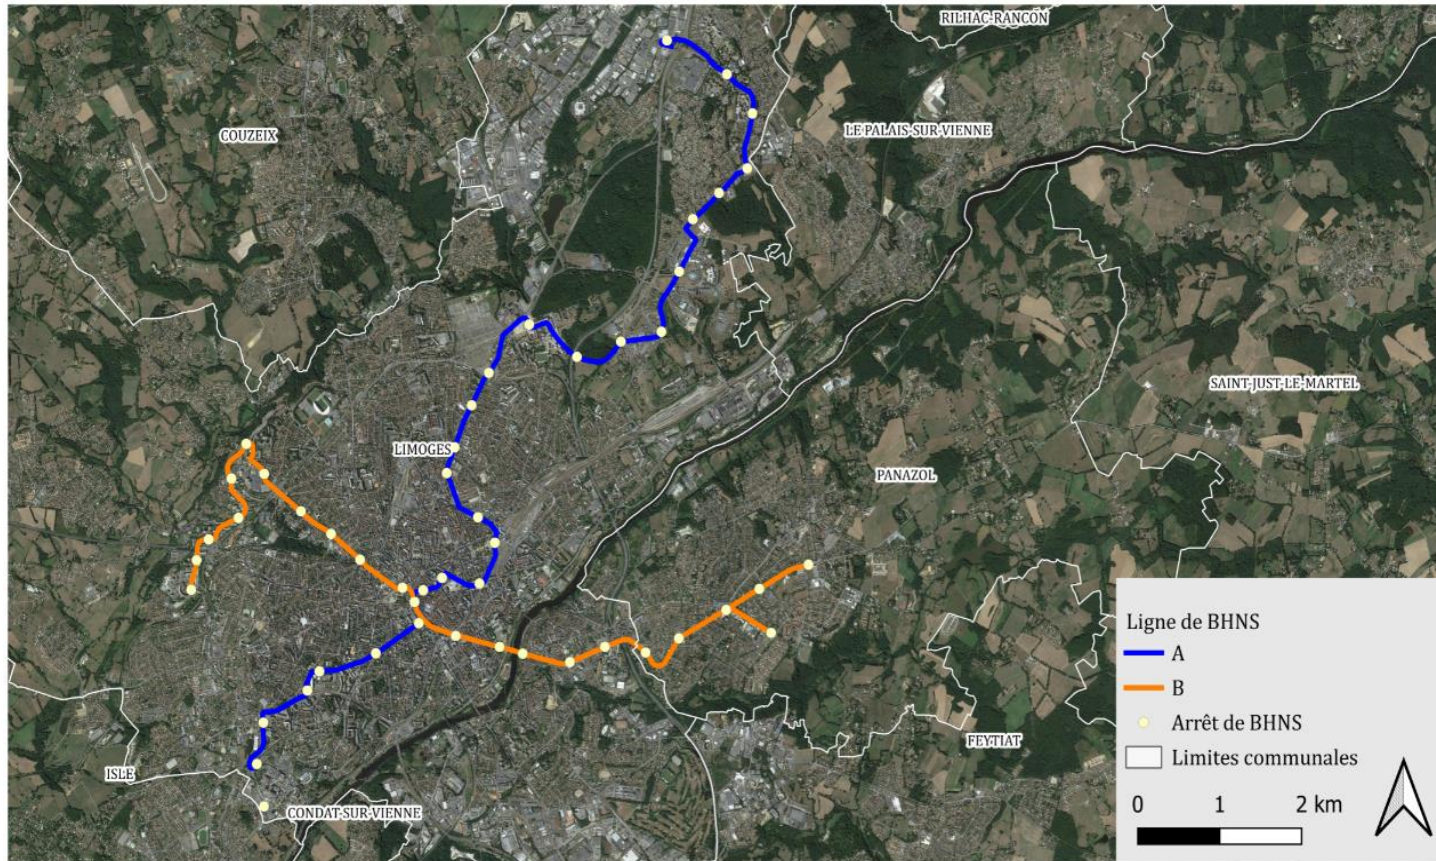 RILHAC-RANCON
COUZEIX
LE PALAIS-SUR-VIENNE
SAINT-JUST-LE-MARTEL
LIMOGES
PANAZOL
FEYTIAT
ISLE
CONDAT-SUR-VIENNE
Ligne de BHNS
A
B
Arrêt de BHNS
Limites communales
0 1 2 km